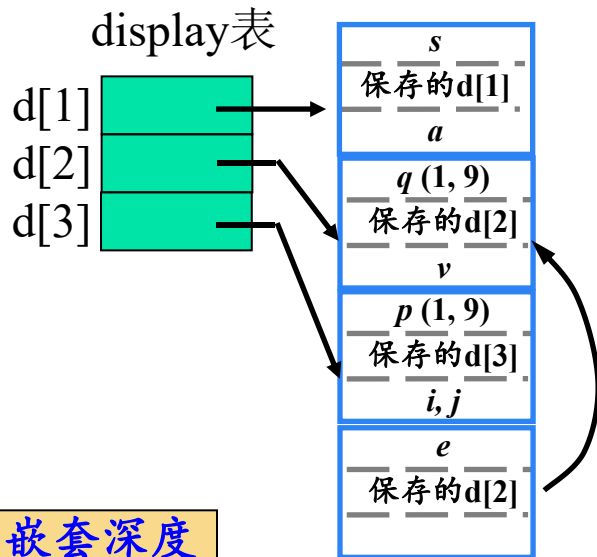 display表
d[1]
d[2]
d[3]
s
保存的d[1]
a
q (1, 9)
保存的d[2]
v
p (1, 9)
保存的d[3]
i, j
e
保存的d[2]
嵌套深度